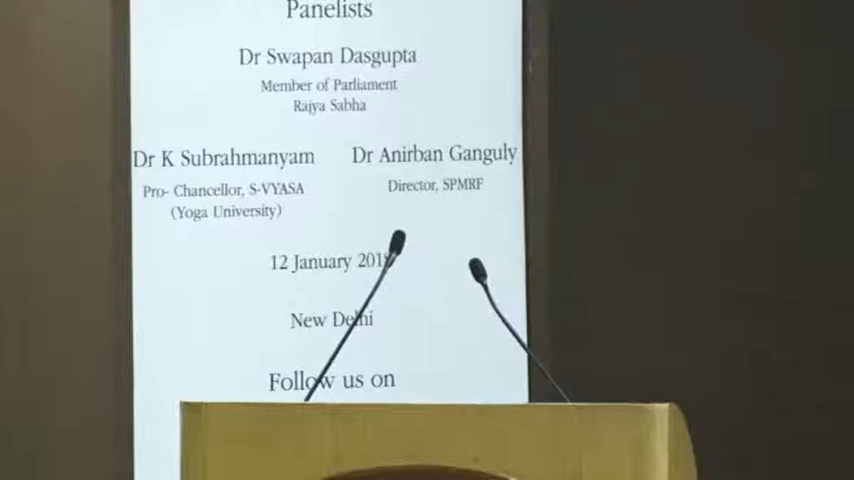 Panelists
Dr Swapan Dasgupta
Member of Parliament
Rajya Sabha
Dr K Subrahmanyam
Dr Anirban Ganguly
Pro- Chancellor, S-VYASA
Director, SPMRF
(Yoga University)
12 January 2018
New Delhi
Follow us on